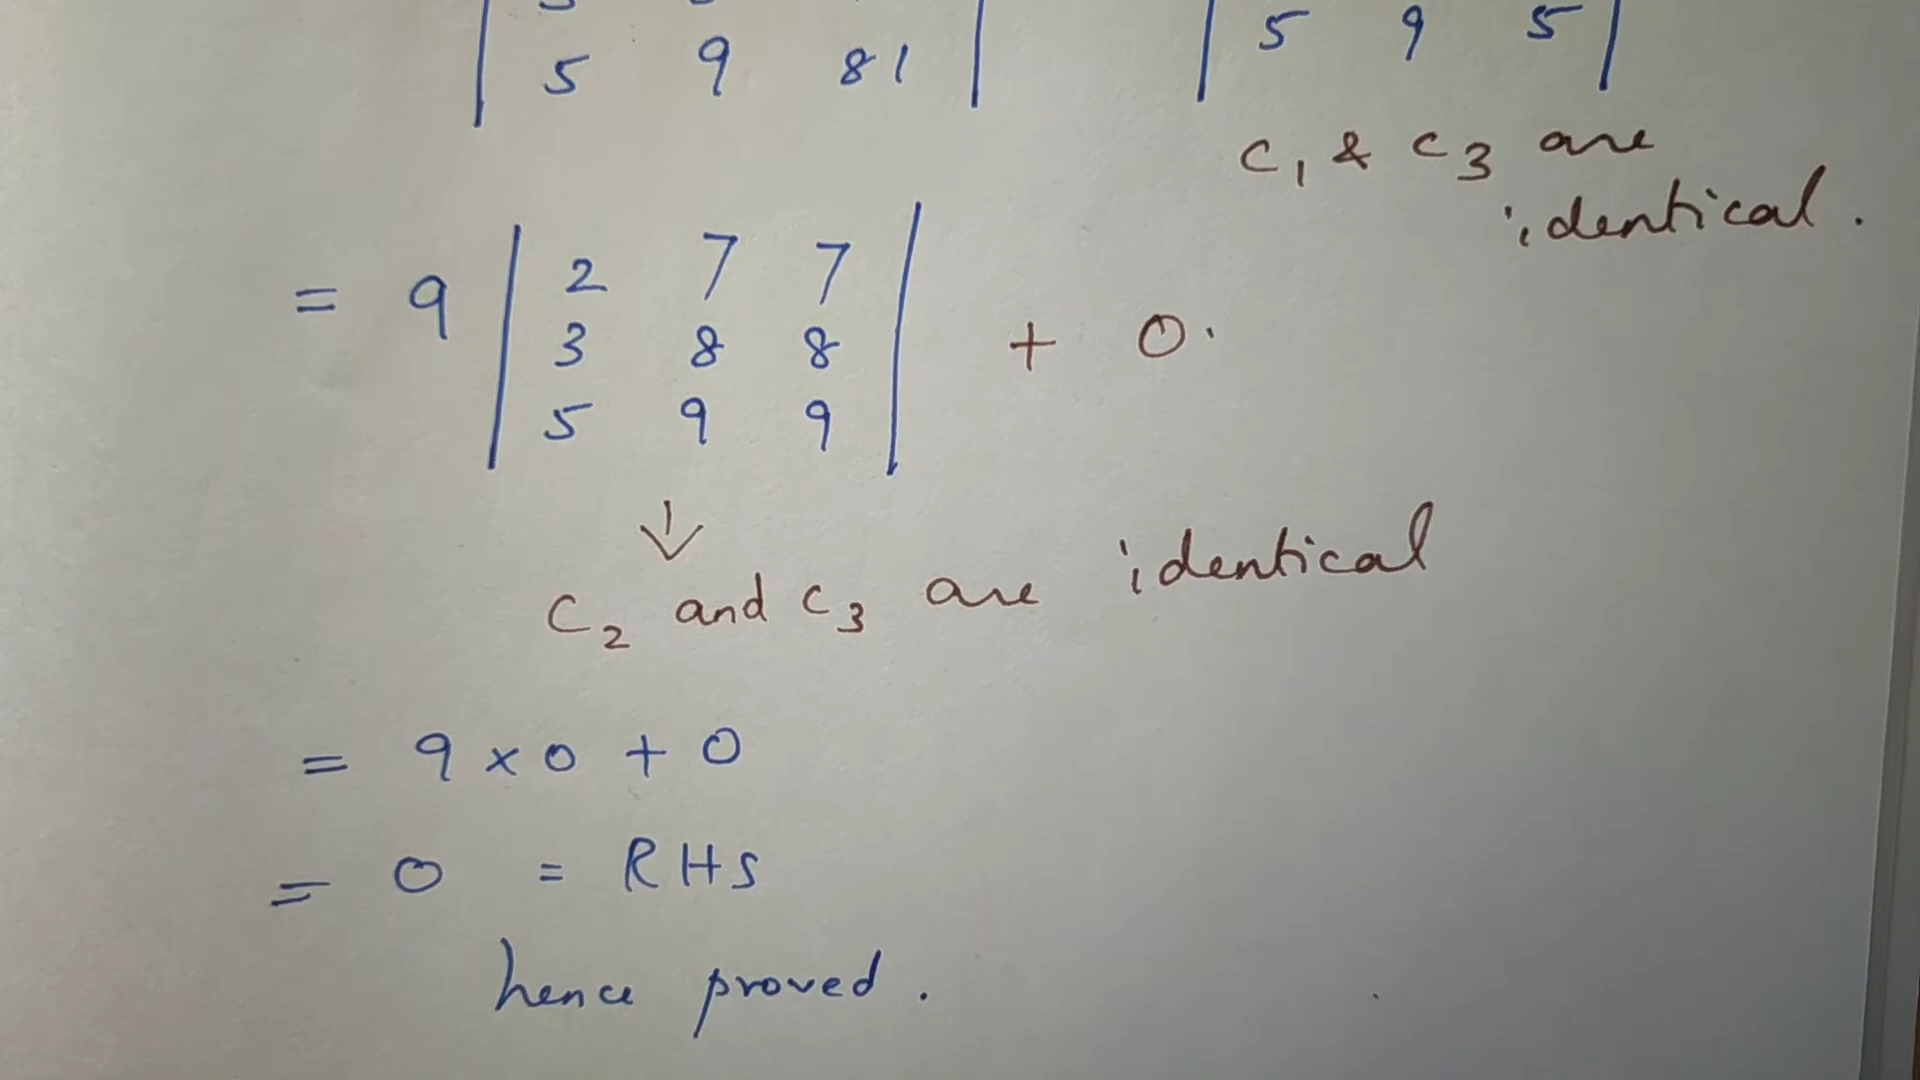 | 5 9 81 | | 5 9 5 |
C₁ & C₃ are
identical.
= 9 | 2 7 7 |
| 3 8 8 | + 0.
| 5 9 9 |
↓
C₂ and C₃ are identical
= 9 × 0 + 0
= 0 = RHS
hence proved.